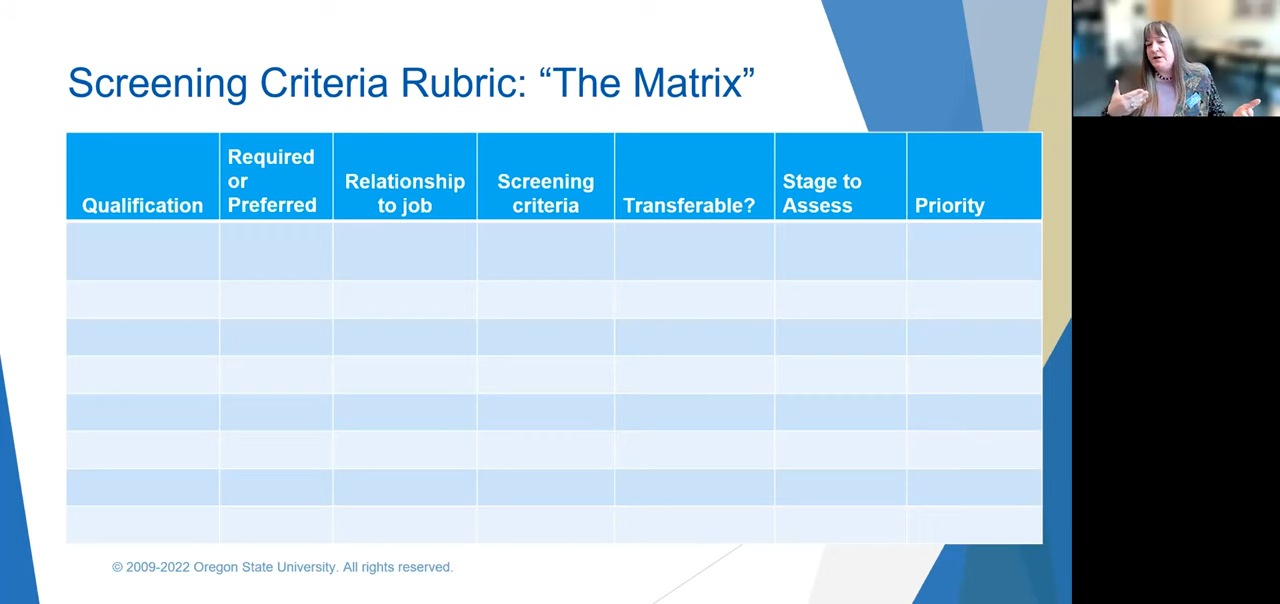 Screening Criteria Rubric: “The Matrix”
Qualification
Required
or
Preferred
Relationship
to job
Screening
criteria
Transferable?
Stage to
Assess
Priority
© 2009-2022 Oregon State University. All rights reserved.